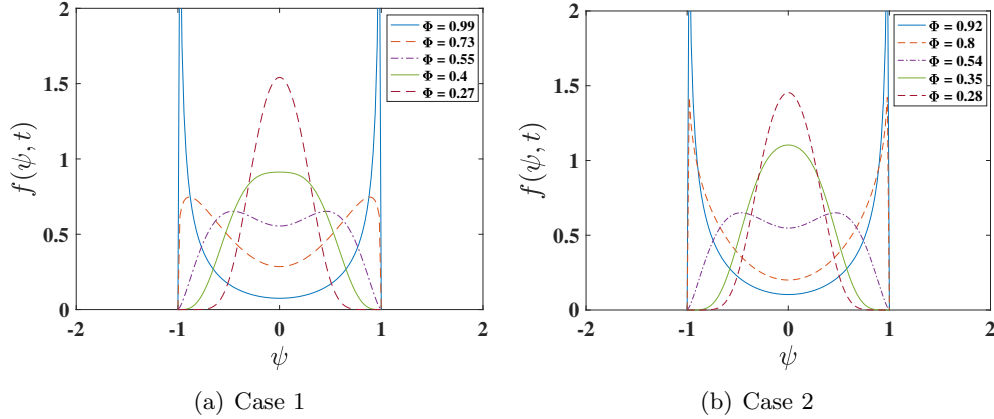 2
1.5
1
0.5
0
-2
-1
0
1
2
f(ψ, t)
ψ
Φ = 0.99
Φ = 0.73
Φ = 0.55
Φ = 0.4
Φ = 0.27
(a) Case 1
2
1.5
1
0.5
0
-2
-1
0
1
2
f(ψ, t)
ψ
Φ = 0.92
Φ = 0.8
Φ = 0.54
Φ = 0.35
Φ = 0.28
(b) Case 2